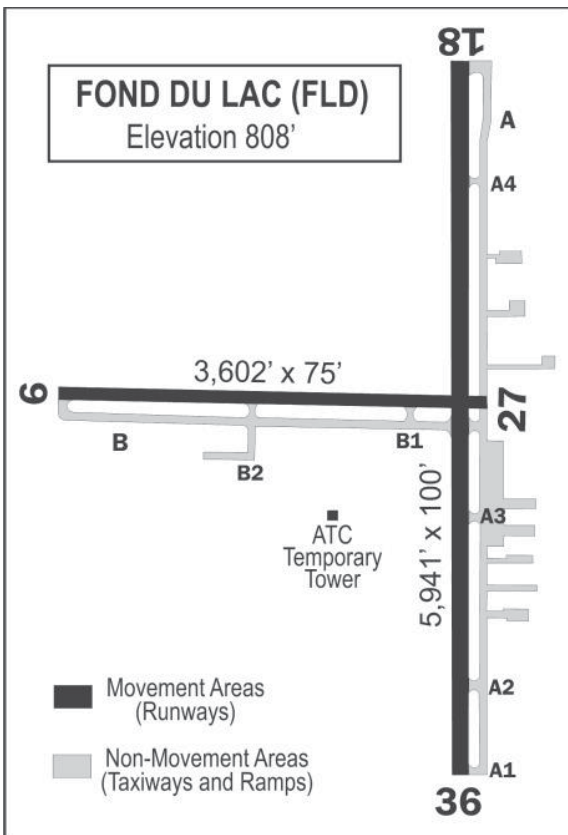 18
FOND DU LAC (FLD)
Elevation 808'
A
A4
3,602' x 75'
9
27
B
B1
B2
A3
ATC
Temporary
Tower
5,941' x 100'
Movement Areas
(Runways)
A2
Non-Movement Areas
(Taxiways and Ramps)
A1
36